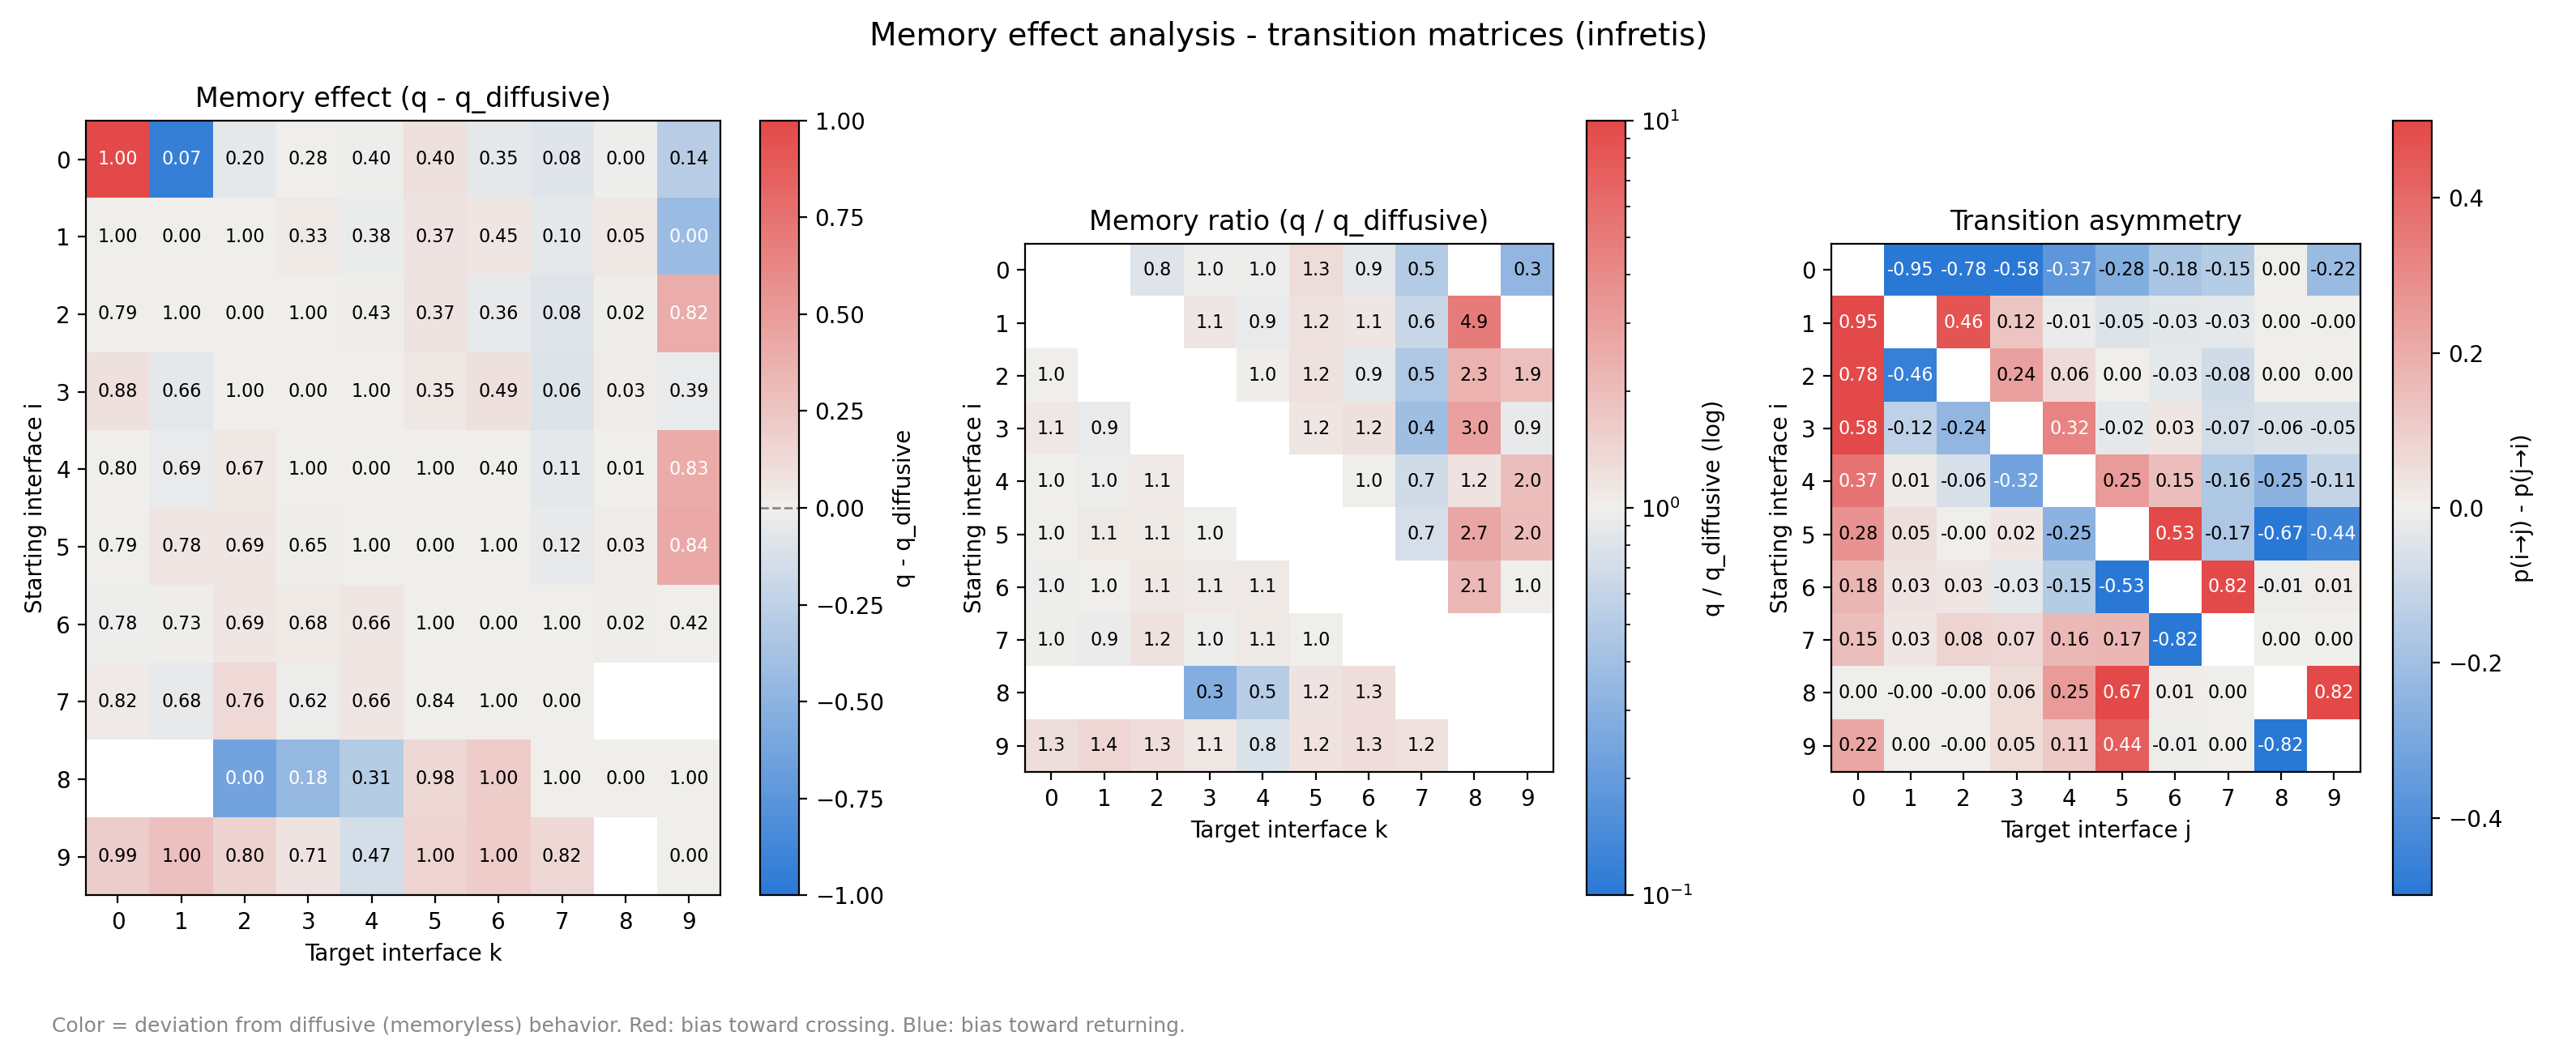 Memory effect analysis - transition matrices (infretis)
Memory effect (q - q_diffusive)
Starting interface i
0 1.00 0.07 0.20 0.28 0.40 0.40 0.35 0.08 0.00 0.14
1 1.00 0.00 1.00 0.33 0.38 0.37 0.45 0.10 0.05 0.00
2 0.79 1.00 0.00 1.00 0.43 0.37 0.36 0.08 0.02 0.82
3 0.88 0.66 1.00 0.00 1.00 0.35 0.49 0.06 0.03 0.39
4 0.80 0.69 0.67 1.00 0.00 1.00 0.40 0.11 0.01 0.83
5 0.79 0.78 0.69 0.65 1.00 0.00 1.00 0.12 0.03 0.84
6 0.78 0.73 0.69 0.68 0.66 1.00 0.00 1.00 0.02 0.42
7 0.82 0.68 0.76 0.62 0.66 0.84 1.00 0.00
8 0.00 0.18 0.31 0.98 1.00 1.00 0.00 1.00
9 0.99 1.00 0.80 0.71 0.47 1.00 1.00 0.82 0.00
0 1 2 3 4 5 6 7 8 9
Target interface k
1.00
0.75
0.50
0.25
0.00
−0.25
−0.50
−0.75
−1.00
q - q_diffusive
Memory ratio (q / q_diffusive)
Starting interface i
0 0.8 1.0 1.0 1.3 0.9 0.5 0.3
1 1.1 0.9 1.2 1.1 0.6 4.9
2 1.0 1.0 1.2 0.9 0.5 2.3 1.9
3 1.1 0.9 1.2 1.2 0.4 3.0 0.9
4 1.0 1.0 1.1 1.0 0.7 1.2 2.0
5 1.0 1.1 1.1 1.0 0.7 2.7 2.0
6 1.0 1.0 1.1 1.1 1.1 2.1 1.0
7 1.0 0.9 1.2 1.0 1.1 1.0
8 0.3 0.5 1.2 1.3
9 1.3 1.4 1.3 1.1 0.8 1.2 1.3 1.2
0 1 2 3 4 5 6 7 8 9
Target interface k
10¹
10⁰
10⁻¹
q / q_diffusive (log)
Transition asymmetry
Starting interface i
0 -0.95 -0.78 -0.58 -0.37 -0.28 -0.18 -0.15 0.00 -0.22
1 0.95 0.46 0.12 -0.01 -0.05 -0.03 -0.03 0.00 -0.00
2 0.78 -0.46 0.24 0.06 0.00 -0.03 -0.08 0.00 0.00
3 0.58 -0.12 -0.24 0.32 -0.02 0.03 -0.07 -0.06 -0.05
4 0.37 0.01 -0.06 -0.32 0.25 0.15 -0.16 -0.25 -0.11
5 0.28 0.05 -0.00 0.02 -0.25 0.53 -0.17 -0.67 -0.44
6 0.18 0.03 0.03 -0.03 -0.15 -0.53 0.82 -0.01 0.01
7 0.15 0.03 0.08 0.07 0.16 0.17 -0.82 0.00 0.00
8 0.00 -0.00 -0.00 0.06 0.25 0.67 0.01 0.00 0.82
9 0.22 0.00 -0.00 0.05 0.11 0.44 -0.01 0.00 -0.82
0 1 2 3 4 5 6 7 8 9
Target interface j
0.4
0.2
0.0
−0.2
−0.4
p(i→j) - p(j→i)
Color = deviation from diffusive (memoryless) behavior. Red: bias toward crossing. Blue: bias toward returning.